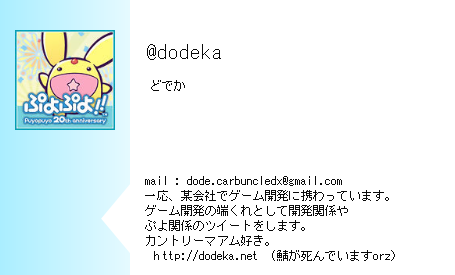 @dodeka
どでか
ぷよぷよ!!
Puyopuyo 20th anniversary
mail : dode.carbuncledx@gmail.com
一応、某会社でゲーム開発に携わっています。
ゲーム開発の端くれとして開発関係や
ぷよ関係のツイートをします。
カントリーマアム好き。
http://dodeka.net （鯖が死んでいますorz）